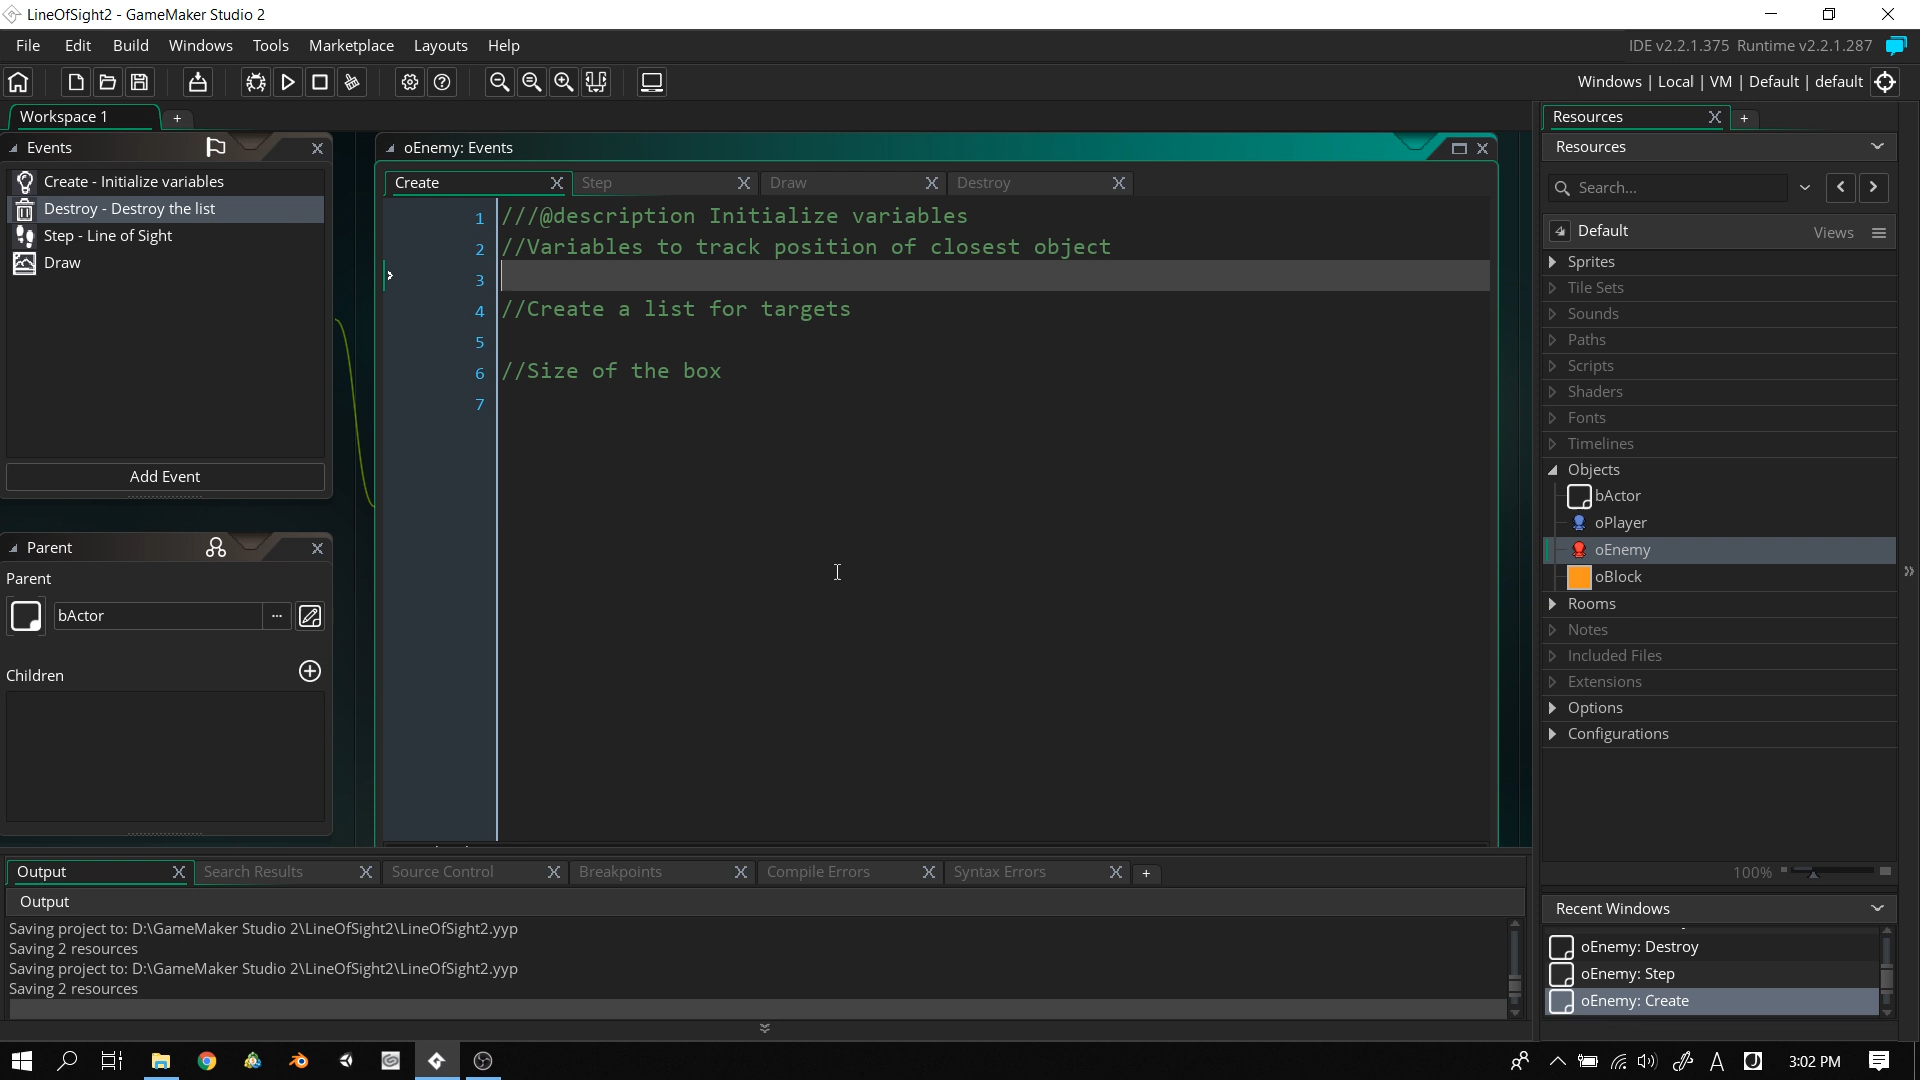 LineOfSight2 - GameMaker Studio 2
File Edit Build Windows Tools Marketplace Layouts Help
IDE v2.2.1.375 Runtime v2.2.1.287
Windows | Local | VM | Default | default
Workspace 1
+
Events
Create - Initialize variables
Destroy - Destroy the list
Step - Line of Sight
Draw
Add Event
Parent
Parent
bActor
...
Children
oEnemy: Events
Create Step Draw Destroy
1 ///@description Initialize variables
2 //Variables to track position of closest object
3
4 //Create a list for targets
5
6 //Size of the box
7
Resources
+
Resources
Search...
Default Views
Sprites
Tile Sets
Sounds
Paths
Scripts
Shaders
Fonts
Timelines
Objects
bActor
oPlayer
oEnemy
oBlock
Rooms
Notes
Included Files
Extensions
Options
Configurations
100%
Recent Windows
oEnemy: Destroy
oEnemy: Step
oEnemy: Create
Output Search Results Source Control Breakpoints Compile Errors Syntax Errors +
Output
Saving project to: D:\GameMaker Studio 2\LineOfSight2\LineOfSight2.yyp
Saving 2 resources
Saving project to: D:\GameMaker Studio 2\LineOfSight2\LineOfSight2.yyp
Saving 2 resources
A
3:02 PM